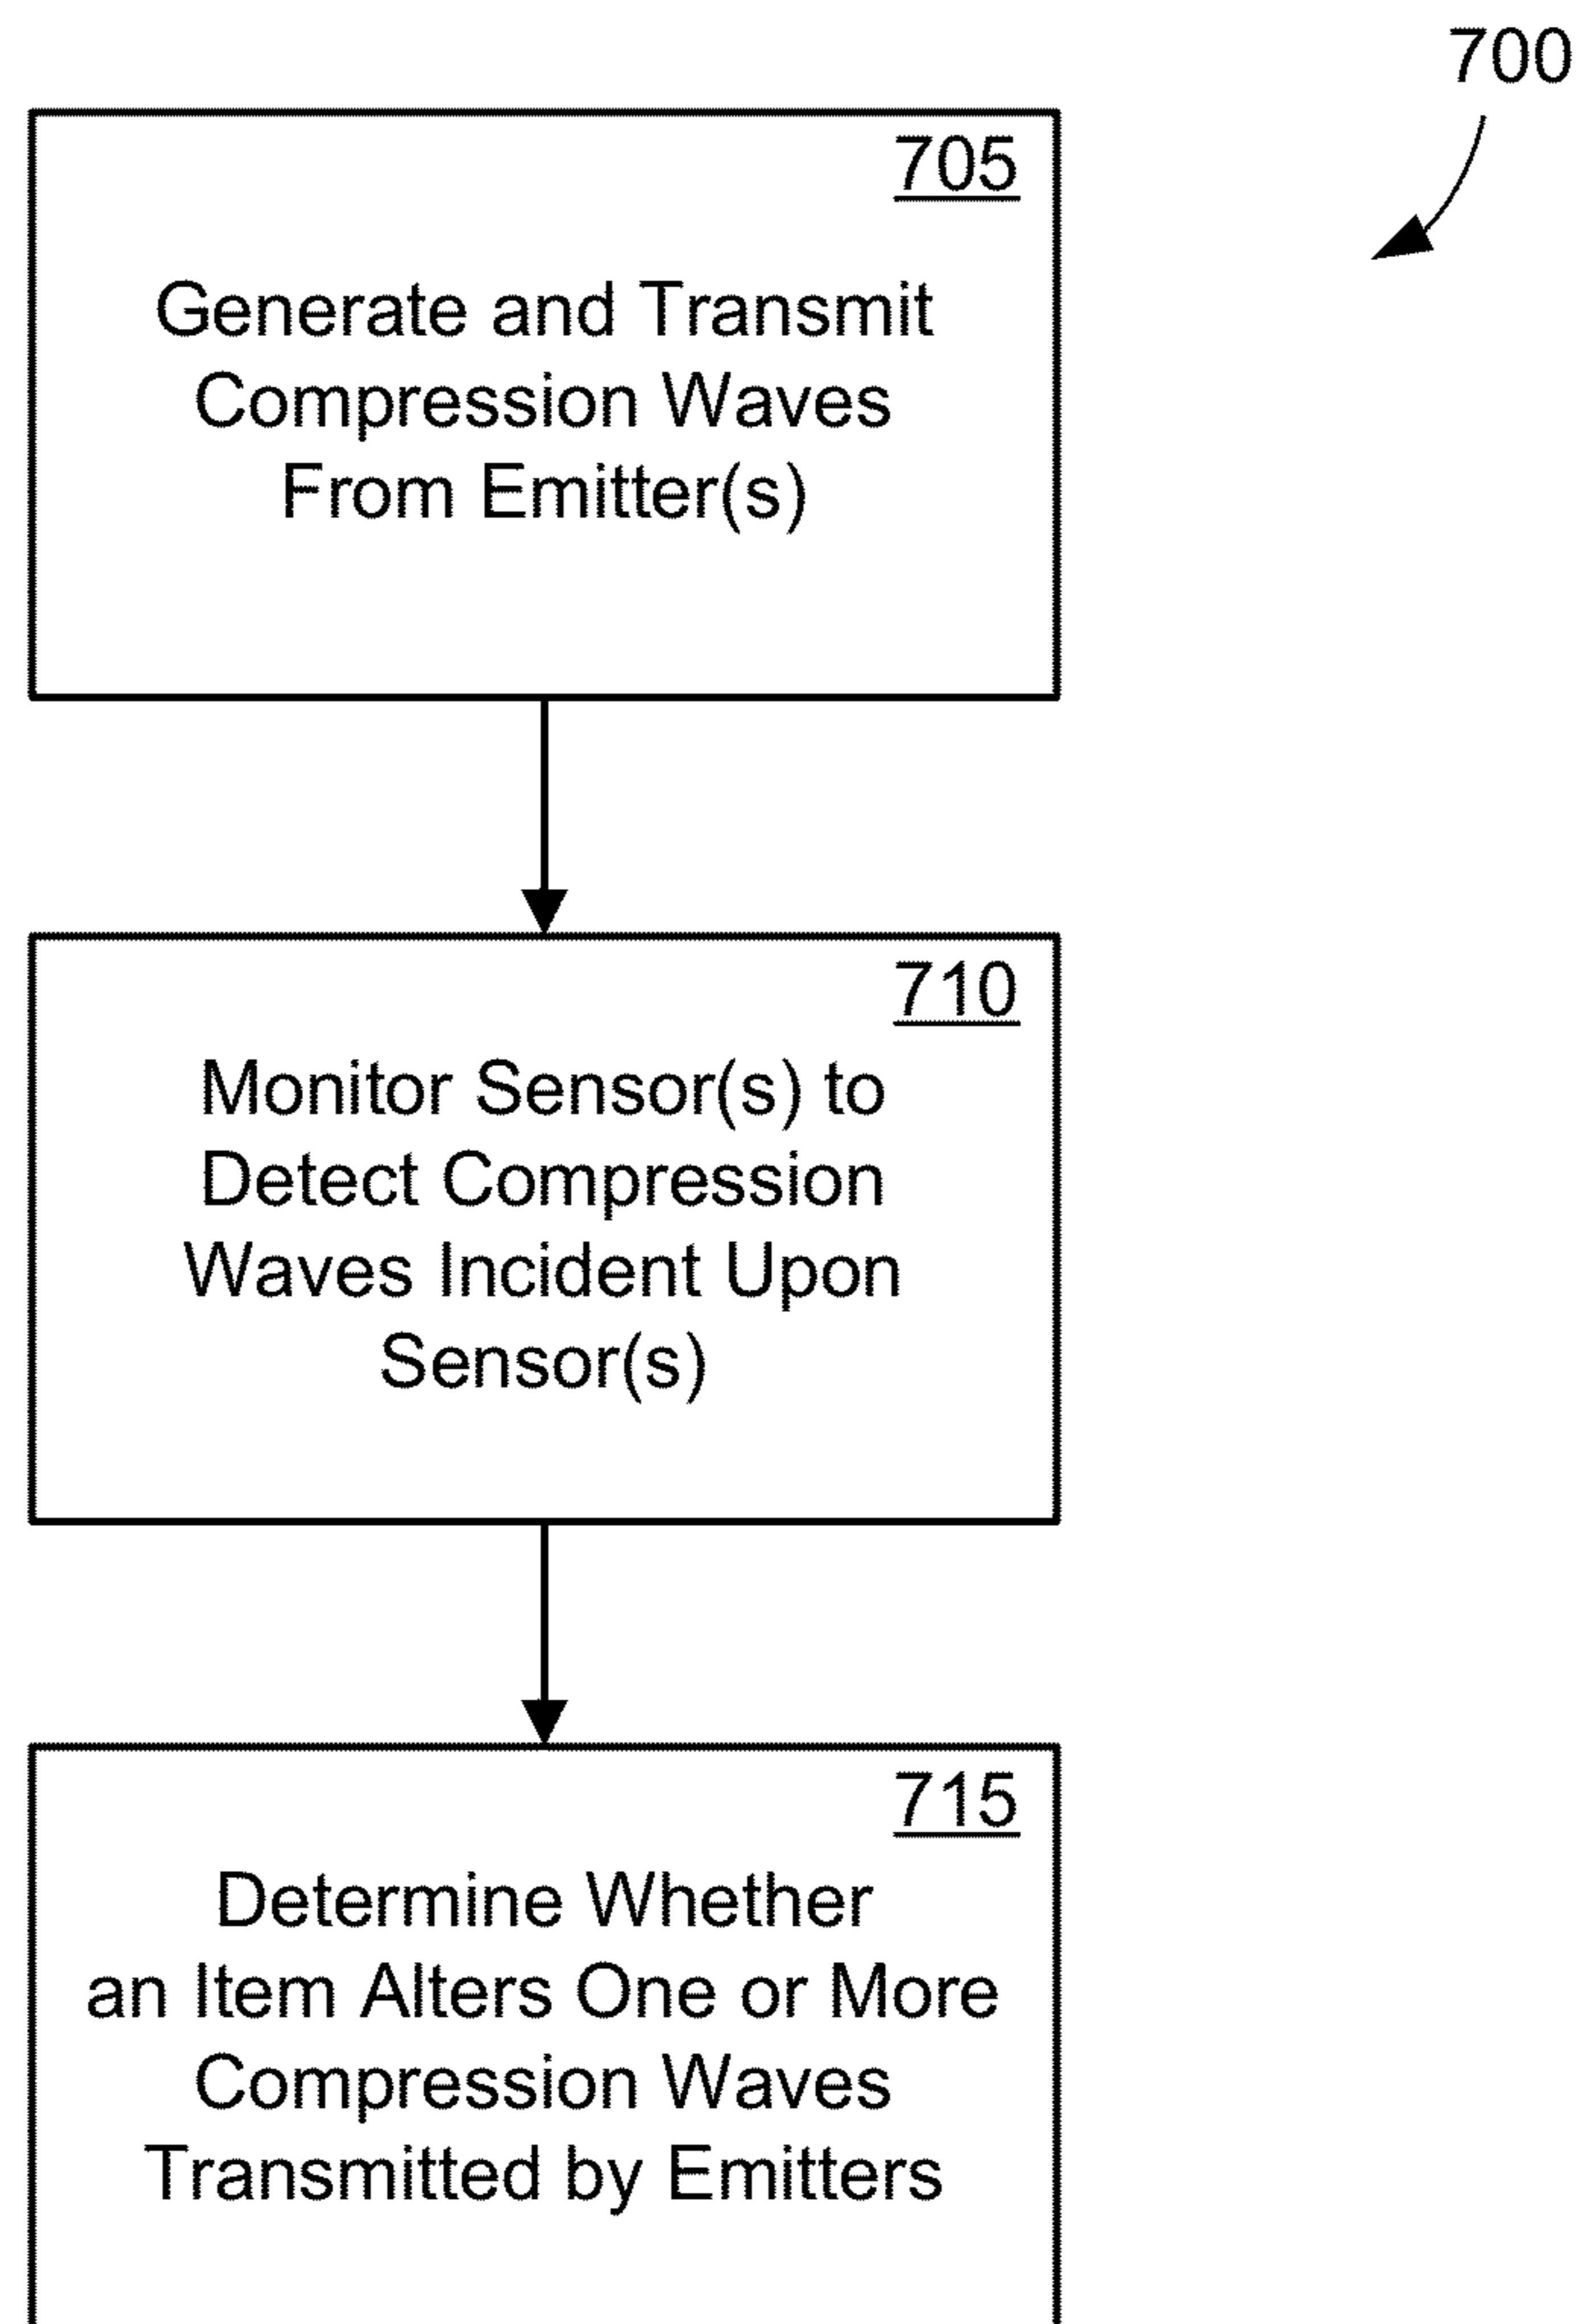 700
705
Generate and Transmit
Compression Waves
From Emitter(s)
710
Monitor Sensor(s) to
Detect Compression
Waves Incident Upon
Sensor(s)
715
Determine Whether
an Item Alters One or More
Compression Waves
Transmitted by Emitters